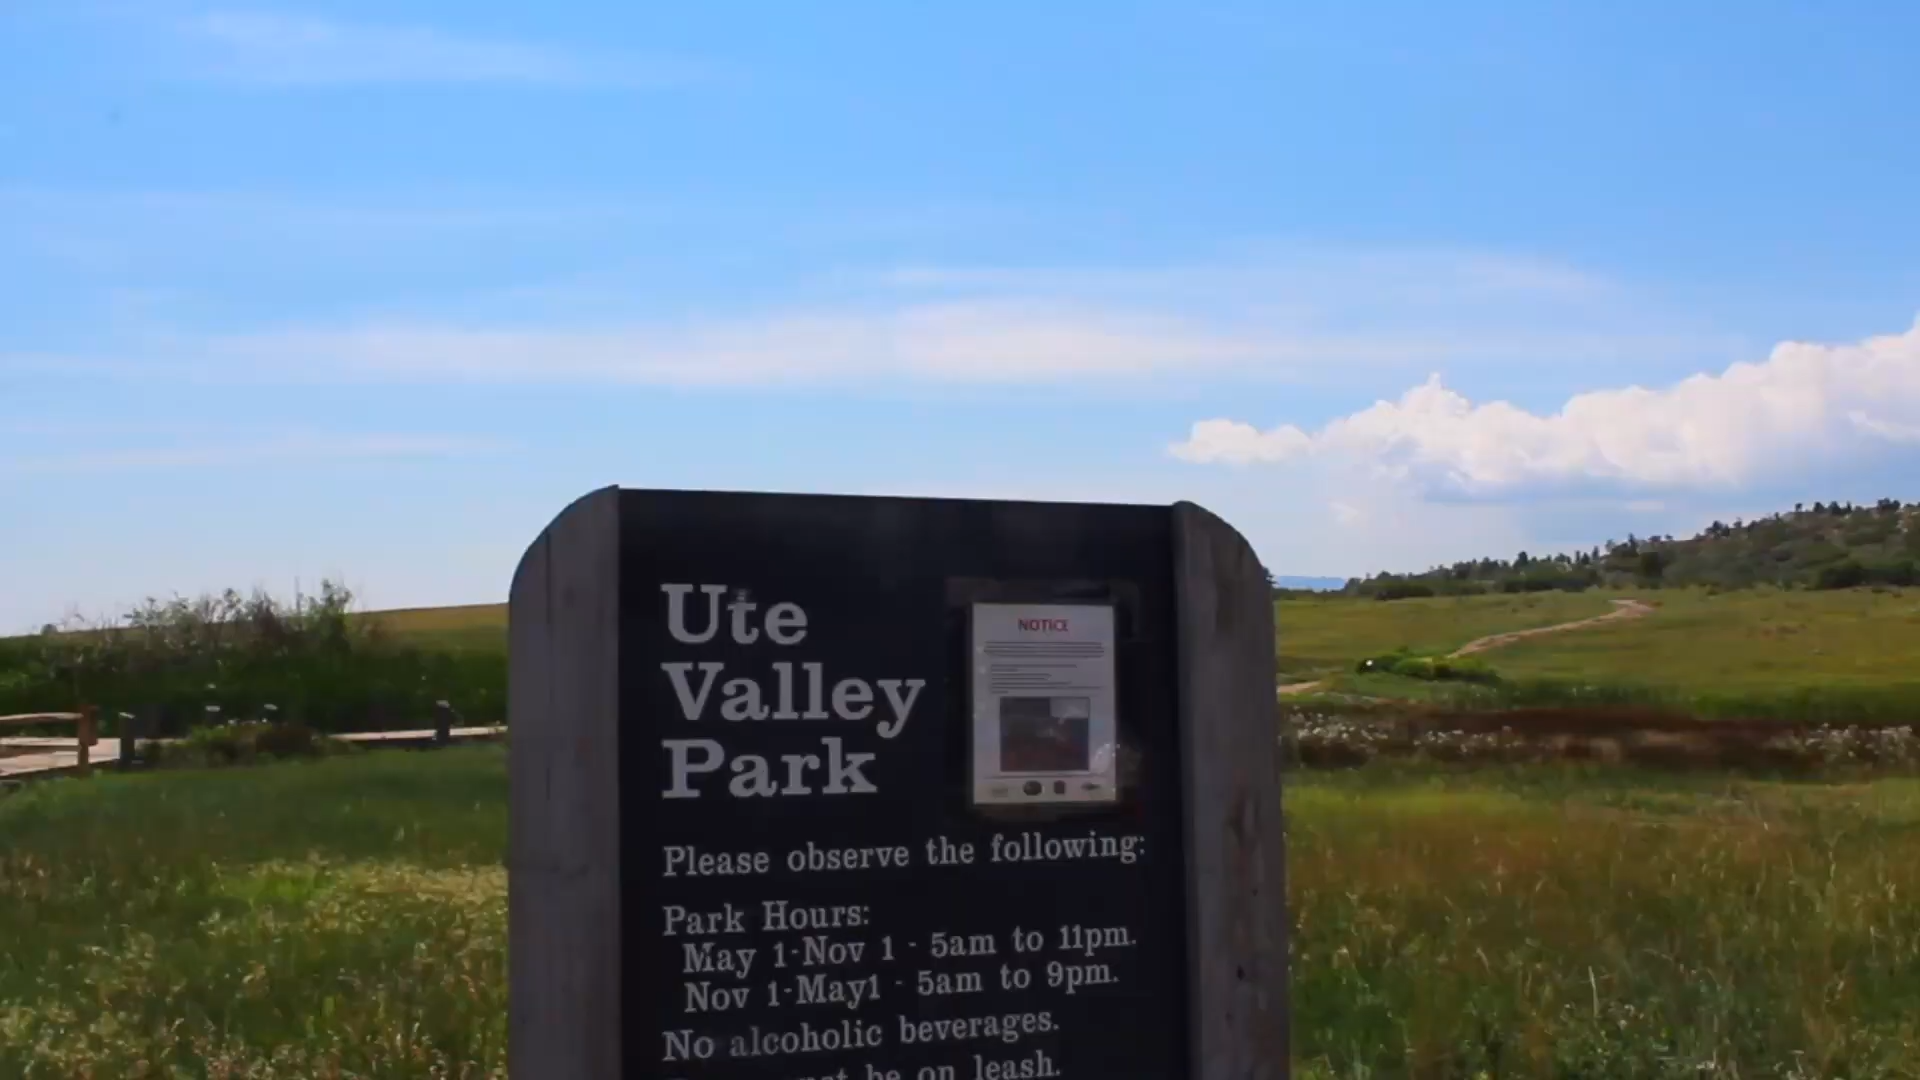 Ute
Valley
Park
NOTICE
Please observe the following:
Park Hours:
May 1-Nov 1 - 5am to 11pm.
Nov 1-May1 - 5am to 9pm.
No alcoholic beverages.
must be on leash.